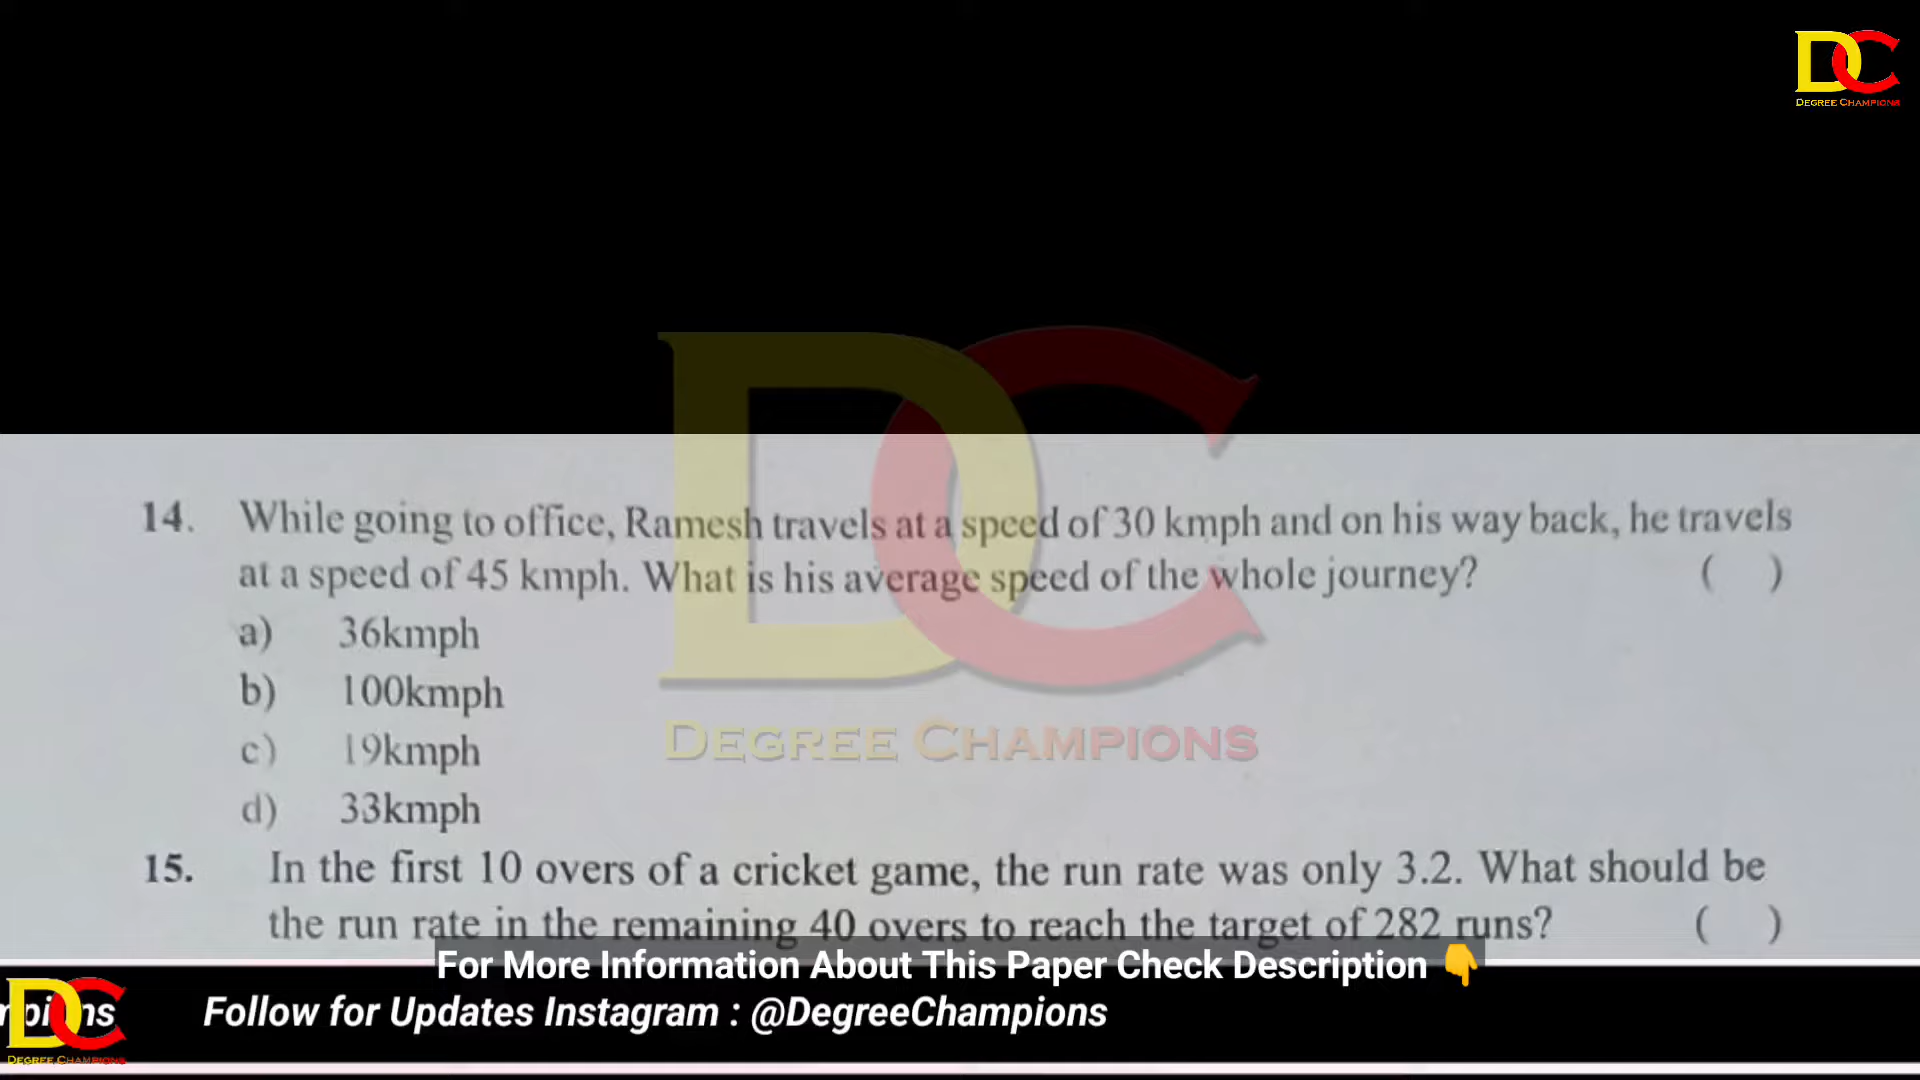 DC
DEGREE CHAMPIONS
14. While going to office, Ramesh travels at a speed of 30 kmph and on his way back, he travels
at a speed of 45 kmph. What is his average speed of the whole journey? ( )
a) 36kmph
b) 100kmph
c) 19kmph
d) 33kmph
DC
DEGREE CHAMPIONS
15. In the first 10 overs of a cricket game, the run rate was only 3.2. What should be
the run rate in the remaining 40 overs to reach the target of 282 runs? ( )
For More Information About This Paper Check Description 👇
Follow for Updates Instagram : @DegreeChampions
DC
DEGREE CHAMPIONS